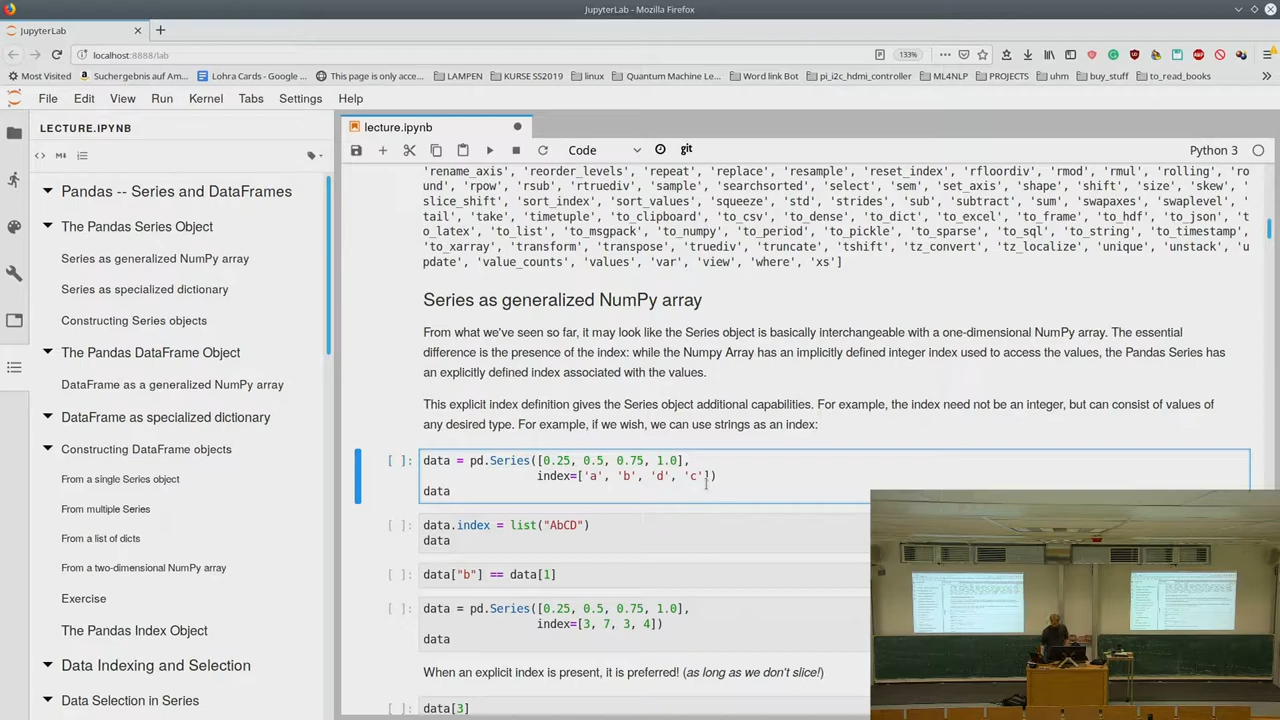 JupyterLab - Mozilla Firefox
JupyterLab
localhost:8888/lab
133%
Most Visited
Suchergebnis auf Am...
Lohra Cards - Google ...
This page is only acce...
LAMPEN
KURSE SS2019
linux
Quantum Machine Le...
Word link Bot
pi_i2c_hdmi_controller
ML4NLP
PROJECTS
uhm
buy_stuff
to_read_books
File Edit View Run Kernel Tabs Settings Help
LECTURE.IPYNB
Pandas -- Series and DataFrames
The Pandas Series Object
Series as generalized NumPy array
Series as specialized dictionary
Constructing Series objects
The Pandas DataFrame Object
DataFrame as a generalized NumPy array
DataFrame as specialized dictionary
Constructing DataFrame objects
From a single Series object
From multiple Series
From a list of dicts
From a two-dimensional NumPy array
Exercise
The Pandas Index Object
Data Indexing and Selection
Data Selection in Series
lecture.ipynb
Code
git
Python 3
'rename_axis', 'reorder_levels', 'repeat', 'replace', 'resample', 'reset_index', 'rfloordiv', 'rmod', 'rmul', 'rolling', 'ro
und', 'rpow', 'rsub', 'rtruediv', 'sample', 'searchsorted', 'select', 'sem', 'set_axis', 'shape', 'shift', 'size', 'skew', '
slice_shift', 'sort_index', 'sort_values', 'squeeze', 'std', 'strides', 'sub', 'subtract', 'sum', 'swapaxes', 'swaplevel', '
tail', 'take', 'timetuple', 'to_clipboard', 'to_csv', 'to_dense', 'to_dict', 'to_excel', 'to_frame', 'to_hdf', 'to_json', 't
o_latex', 'to_list', 'to_msgpack', 'to_numpy', 'to_period', 'to_pickle', 'to_sparse', 'to_sql', 'to_string', 'to_timestamp',
'to_xarray', 'transform', 'transpose', 'truediv', 'truncate', 'tshift', 'tz_convert', 'tz_localize', 'unique', 'unstack', 'u
pdate', 'value_counts', 'values', 'var', 'view', 'where', 'xs']
Series as generalized NumPy array
From what we've seen so far, it may look like the Series object is basically interchangeable with a one-dimensional NumPy array. The essential
difference is the presence of the index: while the Numpy Array has an implicitly defined integer index used to access the values, the Pandas Series has
an explicitly defined index associated with the values.
This explicit index definition gives the Series object additional capabilities. For example, the index need not be an integer, but can consist of values of
any desired type. For example, if we wish, we can use strings as an index:
[ ]: data = pd.Series([0.25, 0.5, 0.75, 1.0],
index=['a', 'b', 'd', 'c'])
data
[ ]: data.index = list("AbCD")
data
[ ]: data["b"] == data[1]
[ ]: data = pd.Series([0.25, 0.5, 0.75, 1.0],
index=[3, 7, 3, 4])
data
When an explicit index is present, it is preferred! (as long as we don't slice!)
[ ]: data[3]